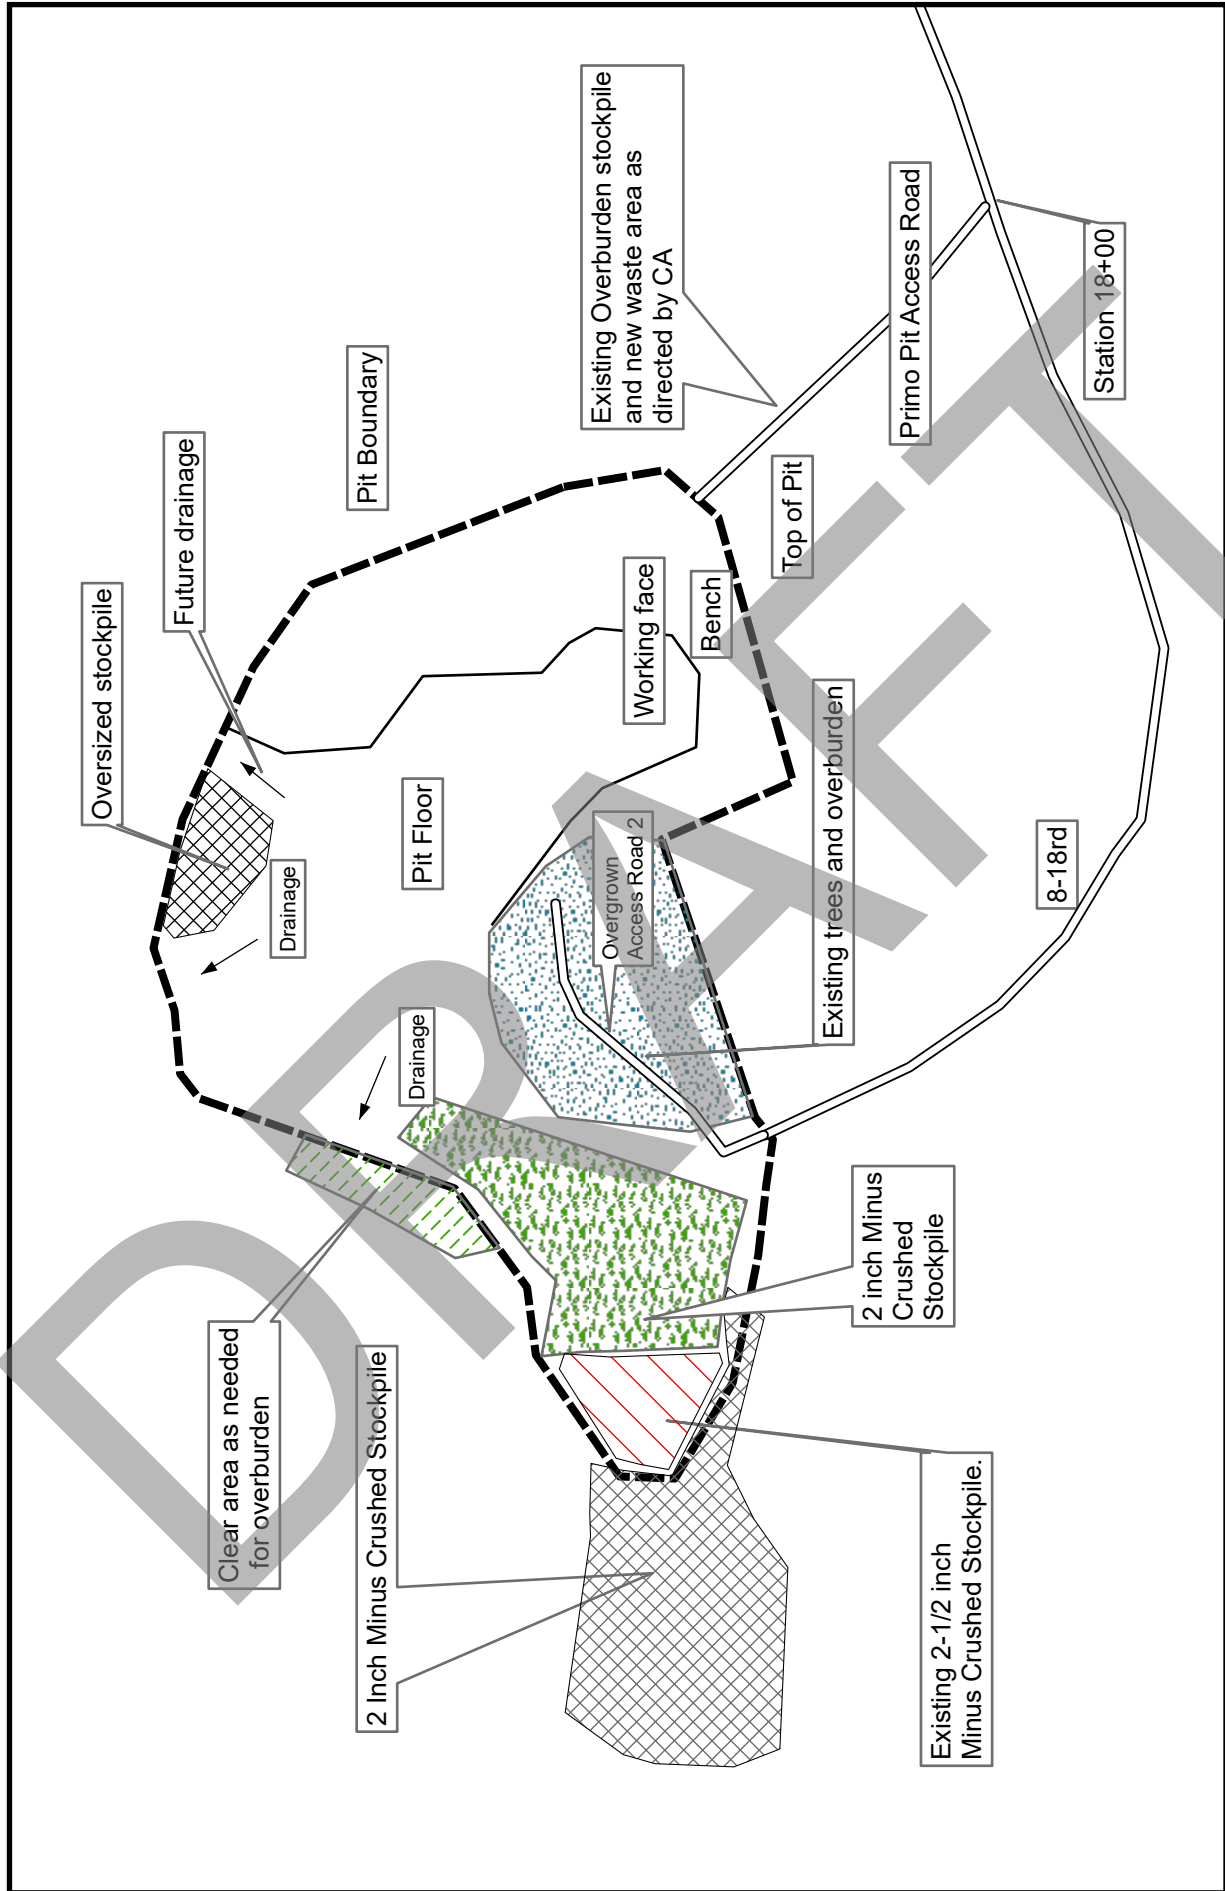 Oversized stockpile
Future drainage
Pit Boundary
Existing Overburden stockpile
and new waste area as
directed by CA
Primo Pit Access Road
Station 18+00
Top of Pit
Bench
Working face
Pit Floor
Drainage
Overgrown
Access Road 2
Existing trees and overburden
8-18rd
Drainage
Clear area as needed
for overburden
2 Inch Minus Crushed Stockpile
2 inch Minus
Crushed
Stockpile
Existing 2-1/2 inch
Minus Crushed Stockpile.
DRAFT